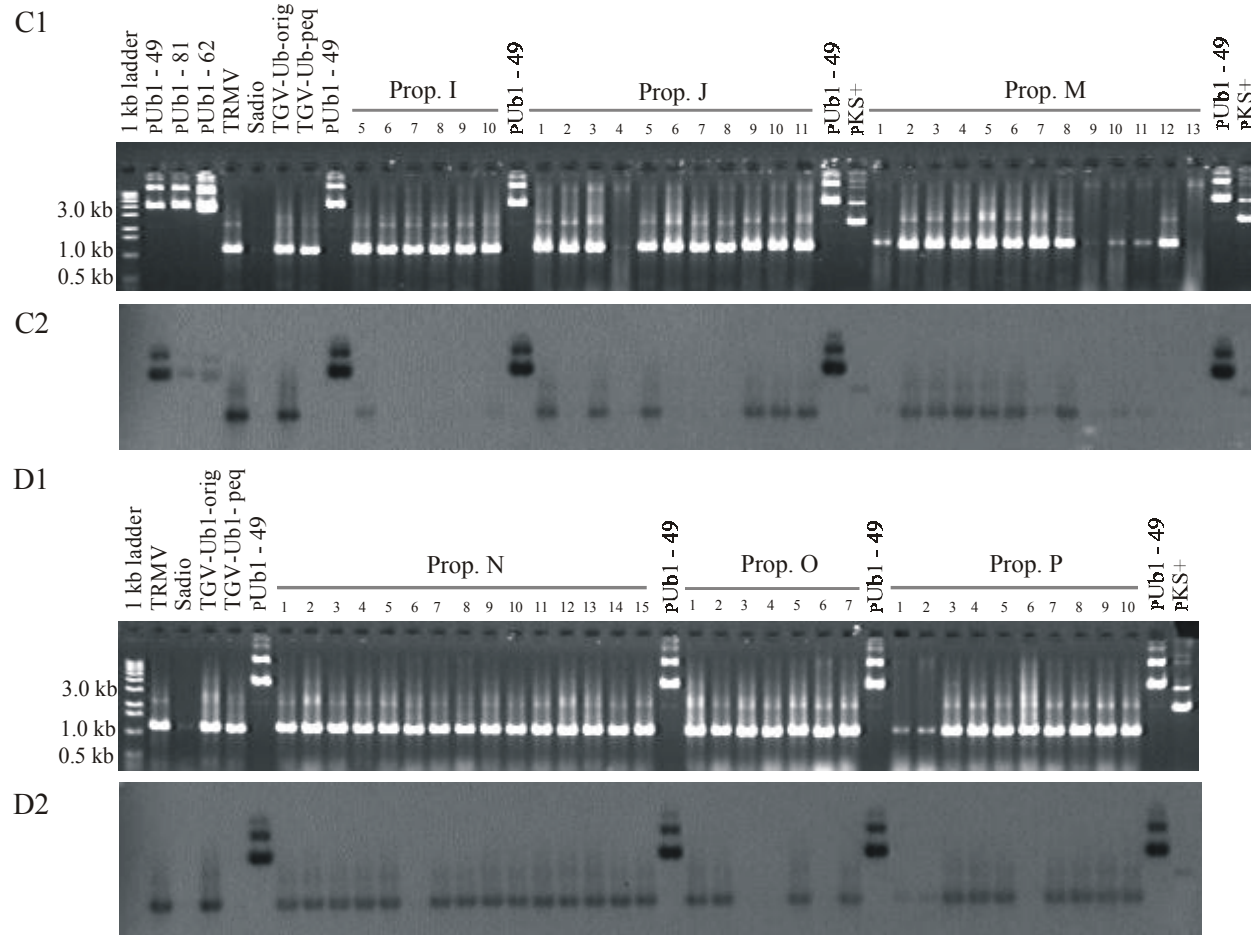 C1
1 kb ladder
pUb1 - 49
pUb1 - 81
pUb1 - 62
TRMV
Sadio
TGV-Ub-orig
TGV-Ub-peq
pUb1 - 49
Prop. I
pUb1 - 49
Prop. J
pUb1 - 49
pKS+
Prop. M
pUb1 - 49
pKS+
5 6 7 8 9 10
1 2 3 4 5 6 7 8 9 10 11
1 2 3 4 5 6 7 8 9 10 11 12 13
3.0 kb
1.0 kb
0.5 kb
C2
D1
1 kb ladder
TRMV
Sadio
TGV-Ub1-orig
TGV-Ub1- peq
pUb1 - 49
Prop. N
pUb1 - 49
Prop. O
pUb1 - 49
Prop. P
pUb1 - 49
pKS+
1 2 3 4 5 6 7 8 9 10 11 12 13 14 15
1 2 3 4 5 6 7
1 2 3 4 5 6 7 8 9 10
3.0 kb
1.0 kb
0.5 kb
D2